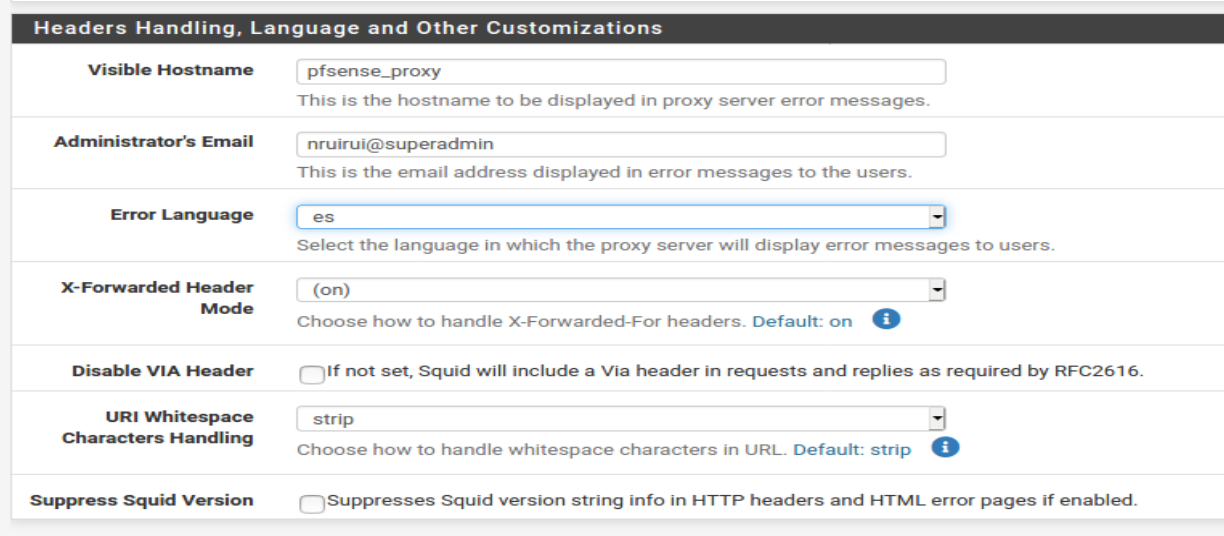 Headers Handling, Language and Other Customizations
Visible Hostname
pfsense_proxy
This is the hostname to be displayed in proxy server error messages.
Administrator's Email
nruirui@superadmin
This is the email address displayed in error messages to the users.
Error Language
es
Select the language in which the proxy server will display error messages to users.
X-Forwarded Header
Mode
(on)
Choose how to handle X-Forwarded-For headers. Default: on
Disable VIA Header
If not set, Squid will include a Via header in requests and replies as required by RFC2616.
URI Whitespace
Characters Handling
strip
Choose how to handle whitespace characters in URL. Default: strip
Suppress Squid Version
Suppresses Squid version string info in HTTP headers and HTML error pages if enabled.